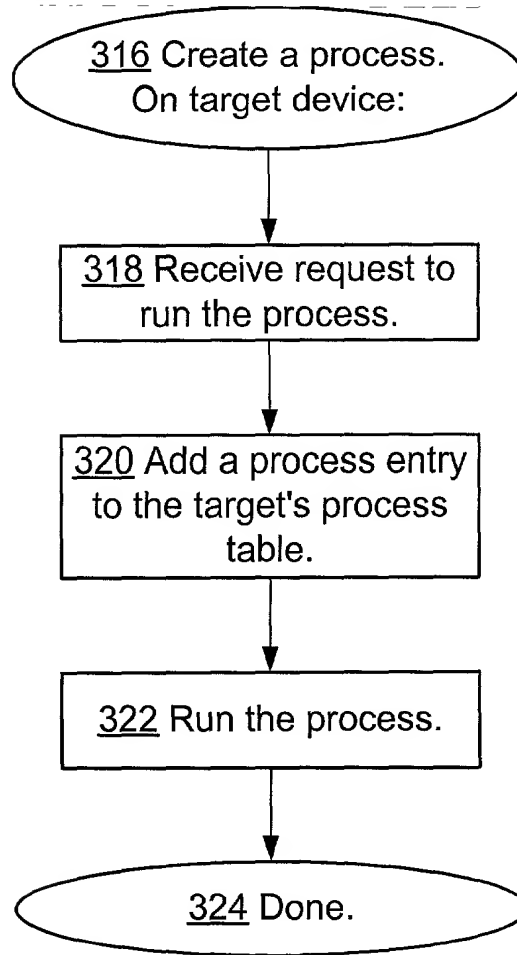 316 Create a process.
On target device:
318 Receive request to
run the process.
320 Add a process entry
to the target's process
table.
322 Run the process.
324 Done.